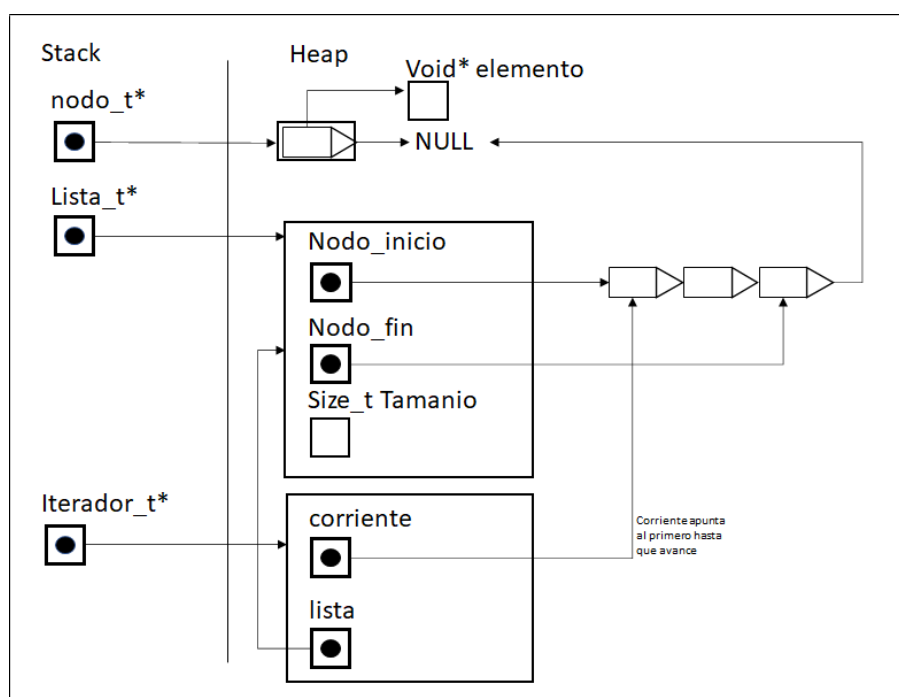 Stack
Heap
Void* elemento
nodo_t*
NULL
Lista_t*
Nodo_inicio
Nodo_fin
Size_t Tamanio
Iterador_t*
corriente
Corriente apunta
al primero hasta
que avance
lista